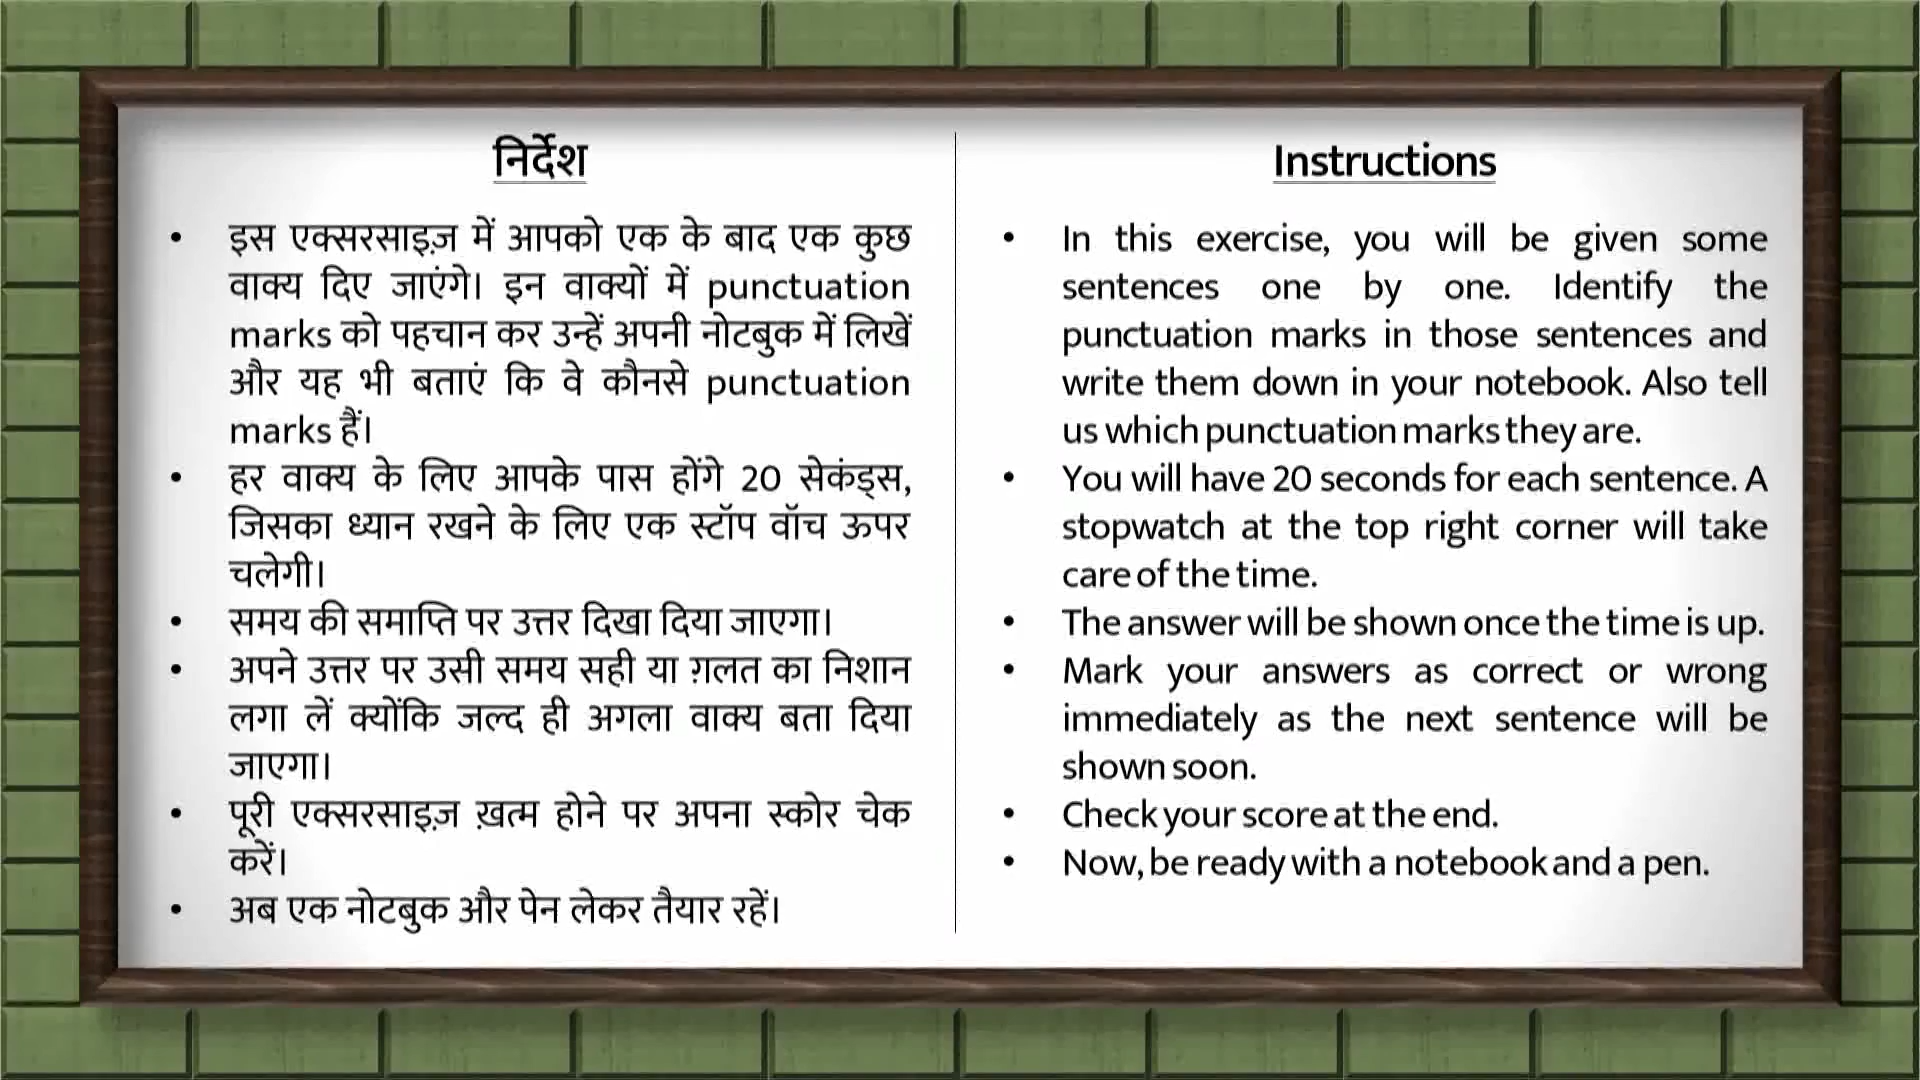 निर्देश
• इस एक्सरसाइज़ में आपको एक के बाद एक कुछ
वाक्य दिए जाएंगे। इन वाक्यों में punctuation
marks को पहचान कर उन्हें अपनी नोटबुक में लिखें
और यह भी बताएं कि वे कौनसे punctuation
marks हैं।
• हर वाक्य के लिए आपके पास होंगे 20 सेकंड्स,
जिसका ध्यान रखने के लिए एक स्टॉप वॉच ऊपर
चलेगी।
• समय की समाप्ति पर उत्तर दिखा दिया जाएगा।
• अपने उत्तर पर उसी समय सही या ग़लत का निशान
लगा लें क्योंकि जल्द ही अगला वाक्य बता दिया
जाएगा।
• पूरी एक्सरसाइज़ ख़त्म होने पर अपना स्कोर चेक
करें।
• अब एक नोटबुक और पेन लेकर तैयार रहें।
Instructions
• In this exercise, you will be given some
sentences one by one. Identify the
punctuation marks in those sentences and
write them down in your notebook. Also tell
us which punctuation marks they are.
• You will have 20 seconds for each sentence. A
stopwatch at the top right corner will take
care of the time.
• The answer will be shown once the time is up.
• Mark your answers as correct or wrong
immediately as the next sentence will be
shown soon.
• Check your score at the end.
• Now, be ready with a notebook and a pen.